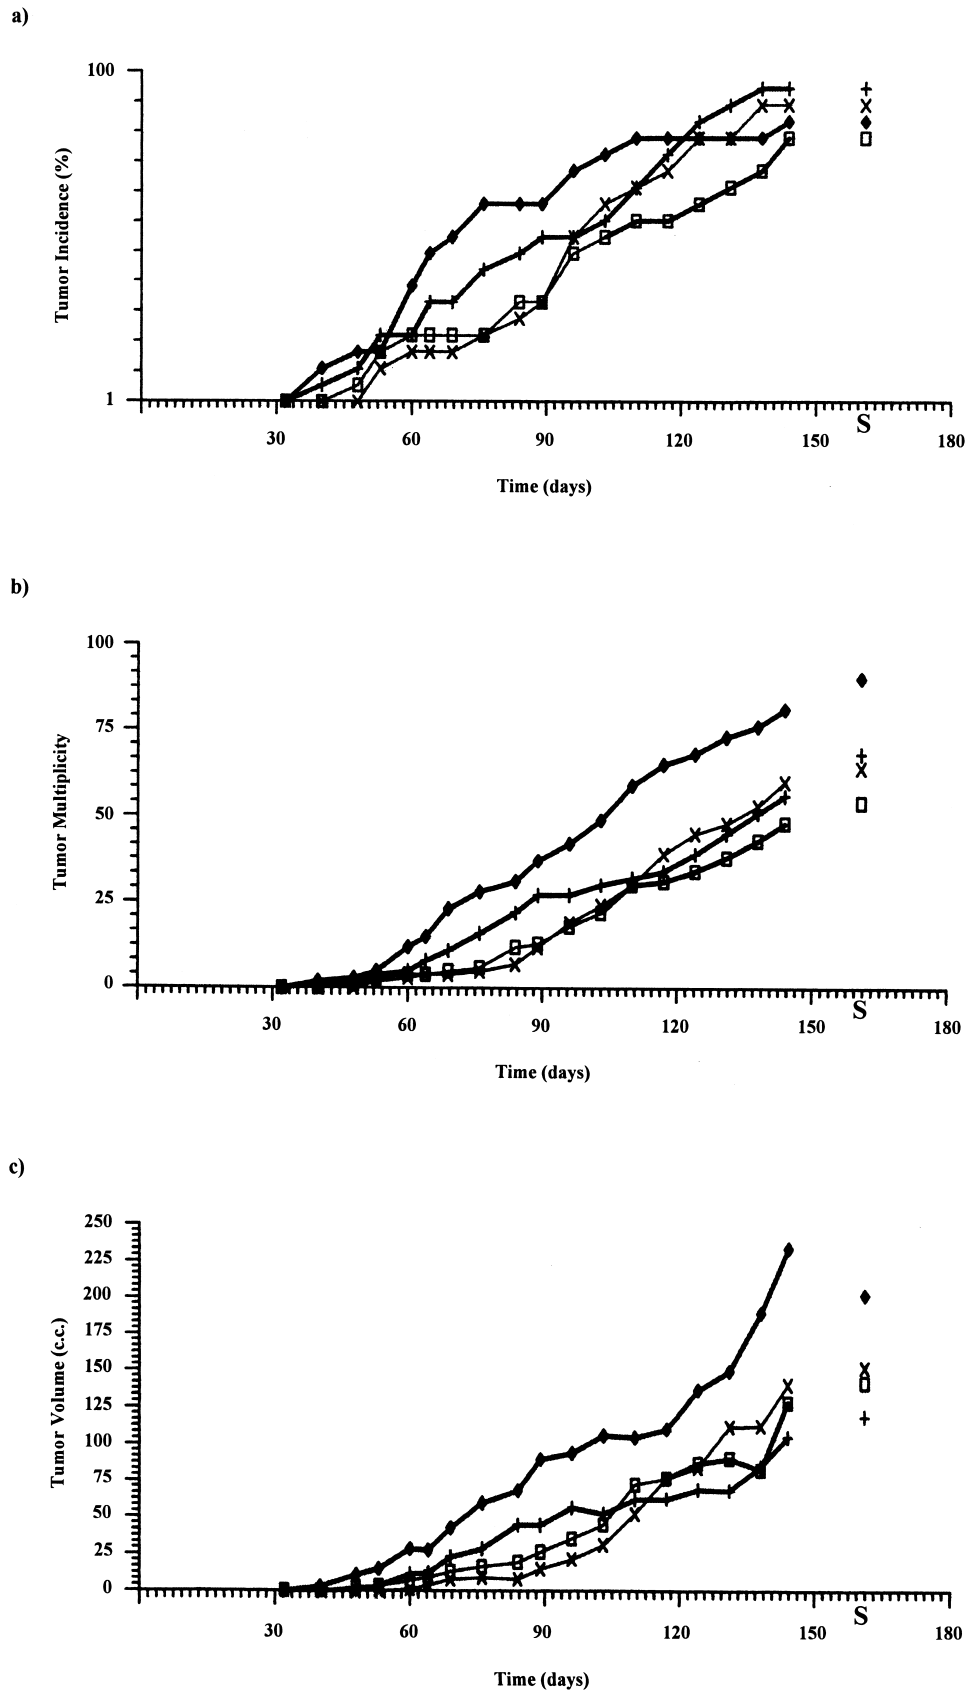 a)
100
Tumor Incidence (%)
1
30 60 90 120 150 S 180
Time (days)
b)
100
75
Tumor Multiplicity
50
25
0
30 60 90 120 150 S 180
Time (days)
c)
250
225
200
175
150
Tumor Volume (c.c.)
125
100
75
50
25
0
30 60 90 120 150 S 180
Time (days)